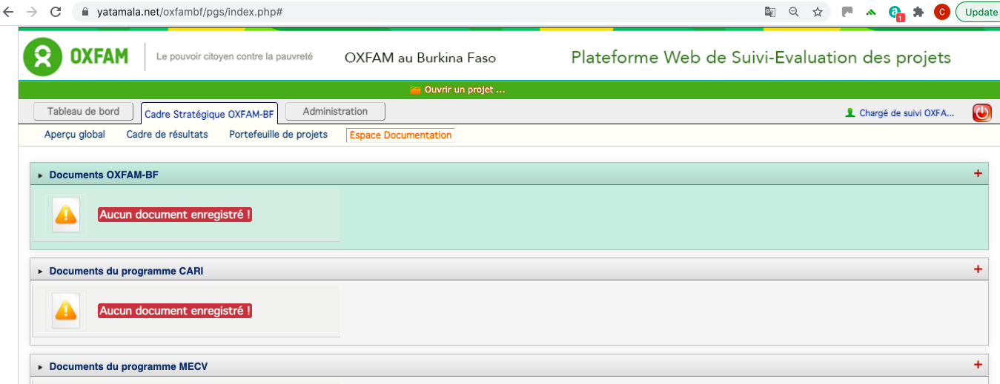 yatamala.net/oxfambf/pgs/index.php#
1
C
Update
OXFAM
Le pouvoir citoyen contre la pauvreté
OXFAM au Burkina Faso
Plateforme Web de Suivi-Evaluation des projets
Ouvrir un projet ...
Tableau de bord
Cadre Stratégique OXFAM-BF
Administration
Chargé de suivi OXFA...
Aperçu global
Cadre de résultats
Portefeuille de projets
Espace Documentation
Documents OXFAM-BF
Aucun document enregistré !
Documents du programme CARI
Aucun document enregistré !
Documents du programme MECV